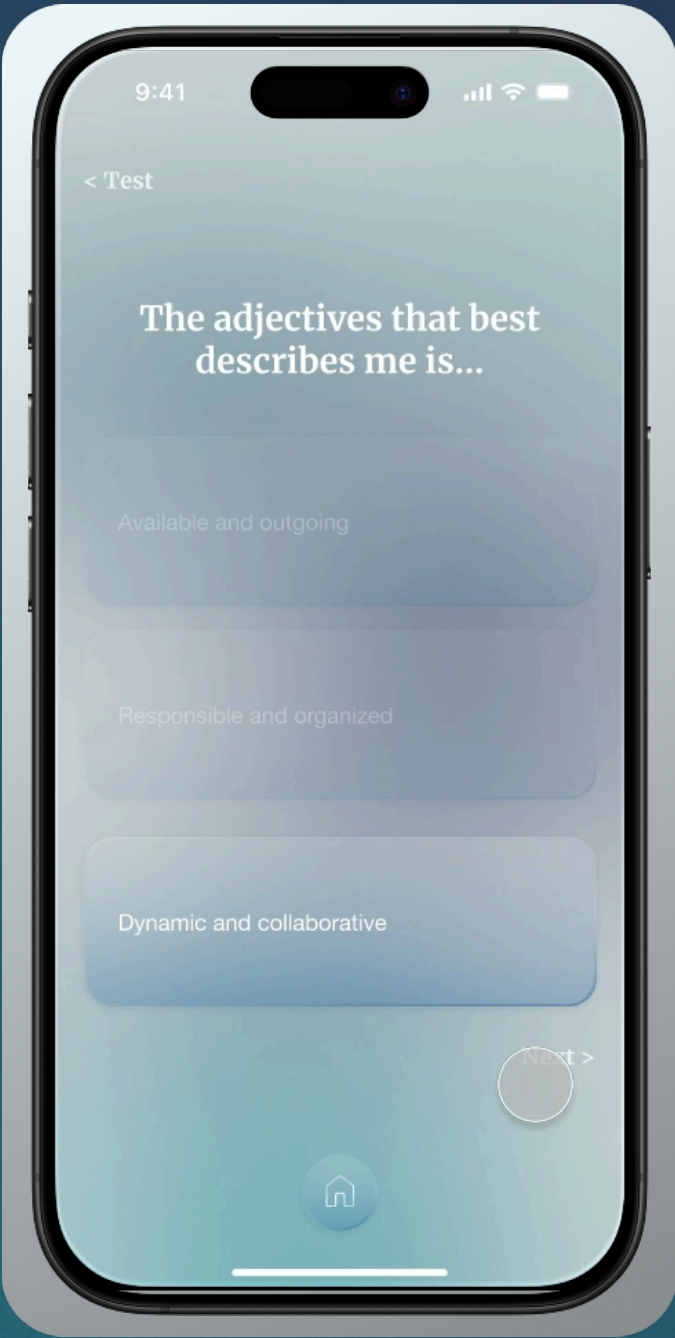 9:41
< Test
The adjectives that best
describes me is...
Available and outgoing
Responsible and organized
Dynamic and collaborative
Next >